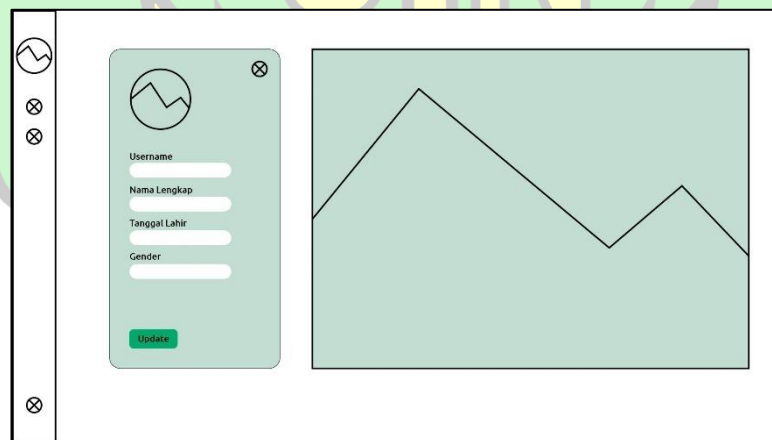 Username
Nama Lengkap
Tanggal Lahir
Gender
Update